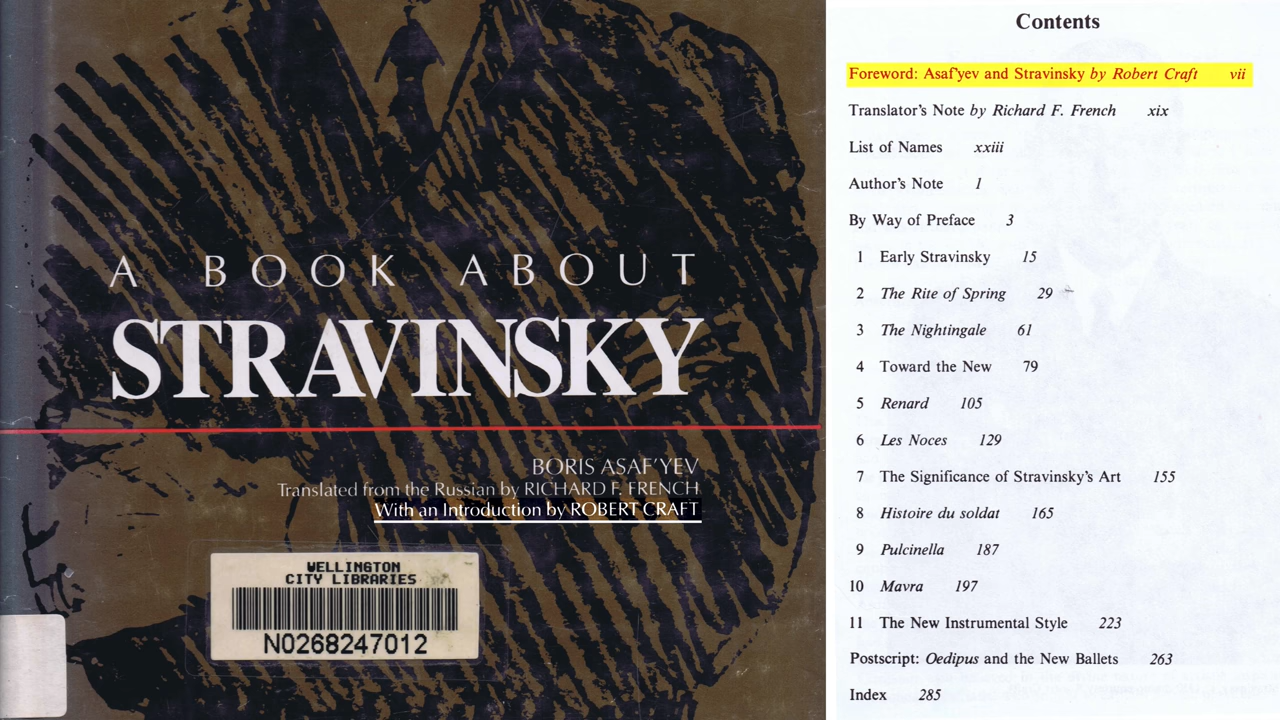 A BOOK ABOUT
STRAVINSKY
BORIS ASAF'YEV
Translated from the Russian by RICHARD F. FRENCH
With an Introduction by ROBERT CRAFT
WELLINGTON
CITY LIBRARIES
N0268247012
Contents
Foreword: Asaf'yev and Stravinsky by Robert Craft vii
Translator's Note by Richard F. French xix
List of Names xxiii
Author's Note 1
By Way of Preface 3
1 Early Stravinsky 15
2 The Rite of Spring 29
3 The Nightingale 61
4 Toward the New 79
5 Renard 105
6 Les Noces 129
7 The Significance of Stravinsky's Art 155
8 Histoire du soldat 165
9 Pulcinella 187
10 Mavra 197
11 The New Instrumental Style 223
Postscript: Oedipus and the New Ballets 263
Index 285